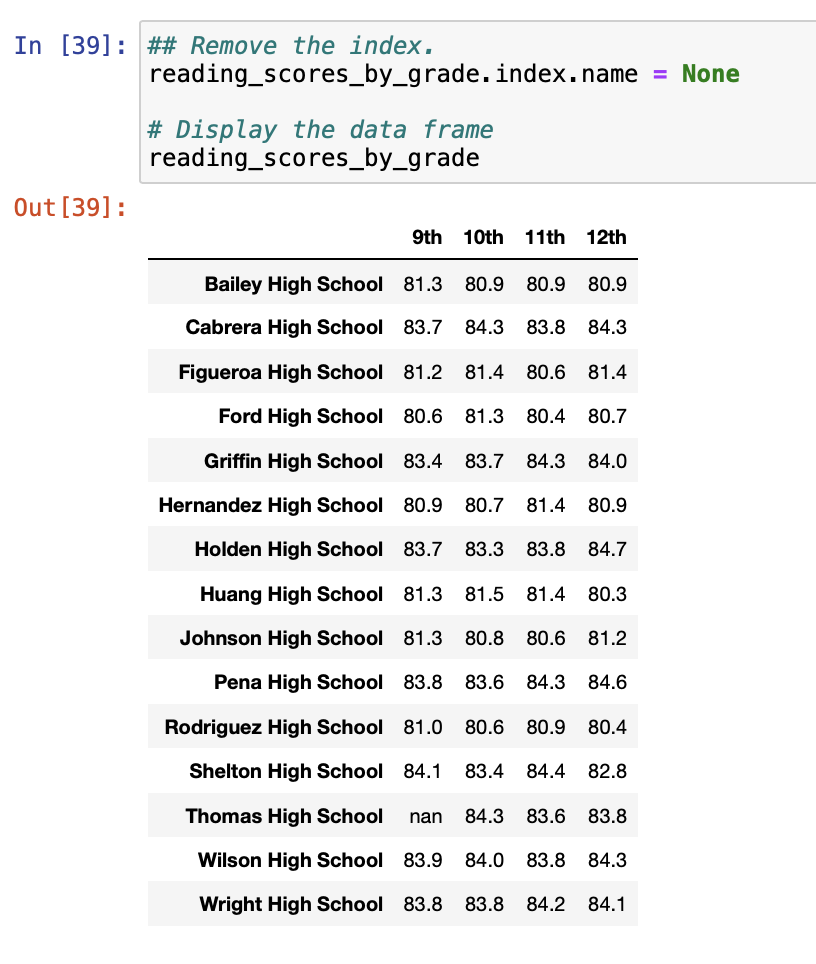 In [39]: ## Remove the index.
reading_scores_by_grade.index.name = None
# Display the data frame
reading_scores_by_grade
Out[39]:
9th 10th 11th 12th
Bailey High School 81.3 80.9 80.9 80.9
Cabrera High School 83.7 84.3 83.8 84.3
Figueroa High School 81.2 81.4 80.6 81.4
Ford High School 80.6 81.3 80.4 80.7
Griffin High School 83.4 83.7 84.3 84.0
Hernandez High School 80.9 80.7 81.4 80.9
Holden High School 83.7 83.3 83.8 84.7
Huang High School 81.3 81.5 81.4 80.3
Johnson High School 81.3 80.8 80.6 81.2
Pena High School 83.8 83.6 84.3 84.6
Rodriguez High School 81.0 80.6 80.9 80.4
Shelton High School 84.1 83.4 84.4 82.8
Thomas High School nan 84.3 83.6 83.8
Wilson High School 83.9 84.0 83.8 84.3
Wright High School 83.8 83.8 84.2 84.1